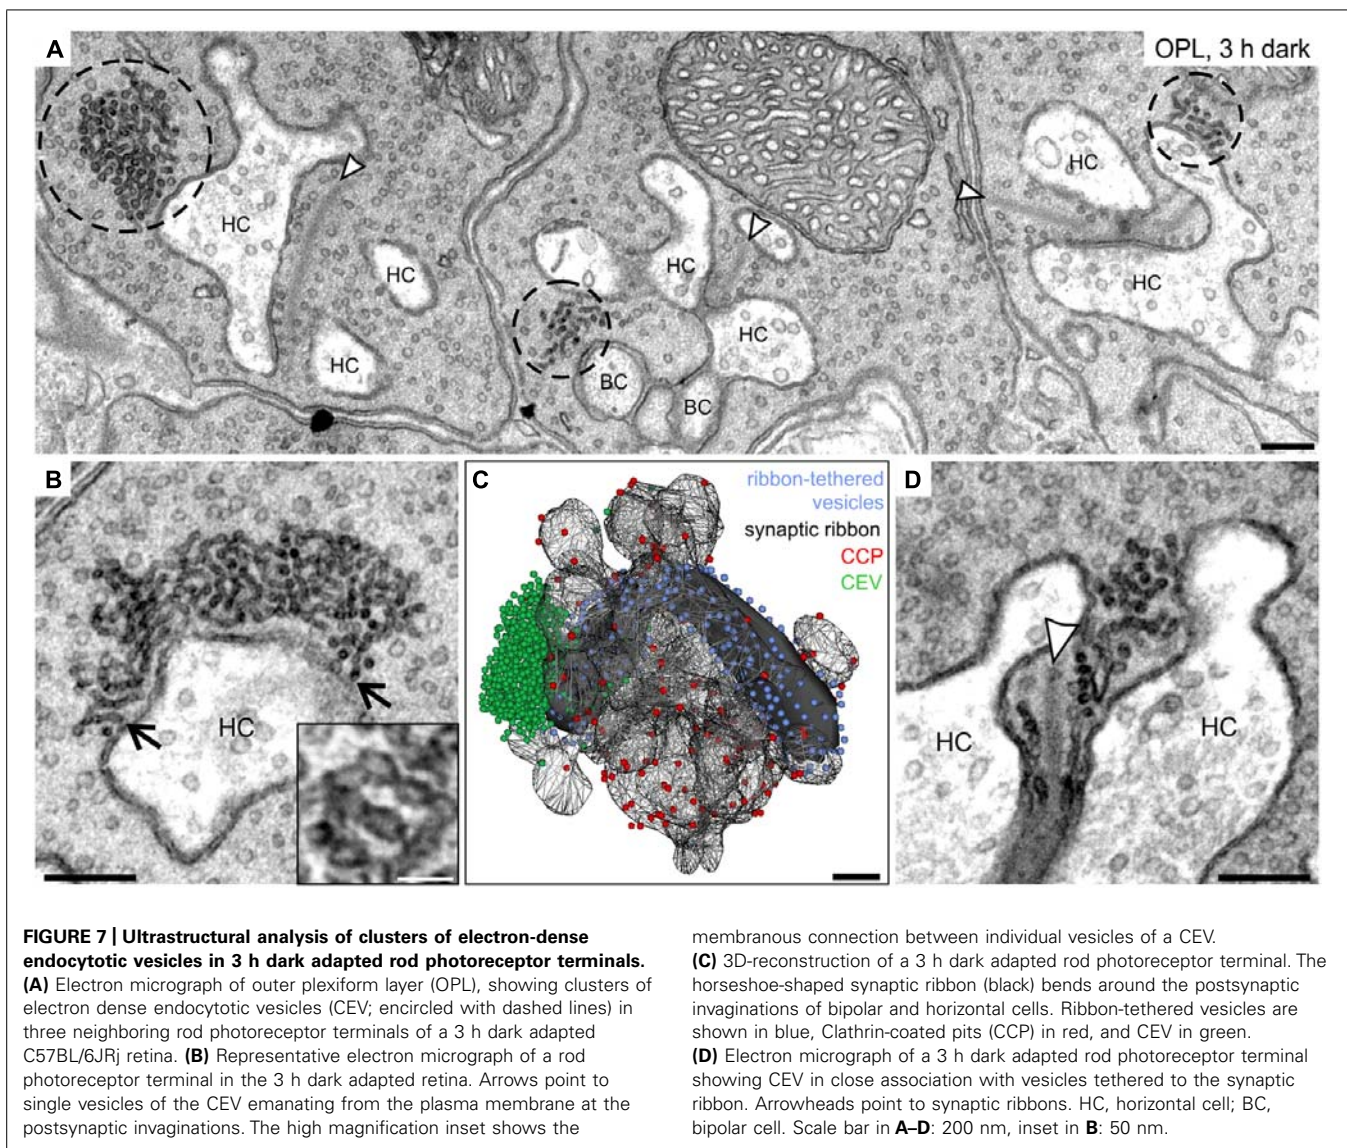 A
OPL, 3 h dark
HC
HC
HC
HC
HC
HC
HC
BC
BC
B
HC
C
ribbon-tethered
vesicles
synaptic ribbon
CCP
CEV
D
HC
HC
FIGURE 7 | Ultrastructural analysis of clusters of electron-dense
endocytotic vesicles in 3 h dark adapted rod photoreceptor terminals.
(A) Electron micrograph of outer plexiform layer (OPL), showing clusters of
electron dense endocytotic vesicles (CEV; encircled with dashed lines) in
three neighboring rod photoreceptor terminals of a 3 h dark adapted
C57BL/6JRj retina. (B) Representative electron micrograph of a rod
photoreceptor terminal in the 3 h dark adapted retina. Arrows point to
single vesicles of the CEV emanating from the plasma membrane at the
postsynaptic invaginations. The high magnification inset shows the
membranous connection between individual vesicles of a CEV.
(C) 3D-reconstruction of a 3 h dark adapted rod photoreceptor terminal. The
horseshoe-shaped synaptic ribbon (black) bends around the postsynaptic
invaginations of bipolar and horizontal cells. Ribbon-tethered vesicles are
shown in blue, Clathrin-coated pits (CCP) in red, and CEV in green.
(D) Electron micrograph of a 3 h dark adapted rod photoreceptor terminal
showing CEV in close association with vesicles tethered to the synaptic
ribbon. Arrowheads point to synaptic ribbons. HC, horizontal cell; BC,
bipolar cell. Scale bar in A–D: 200 nm, inset in B: 50 nm.